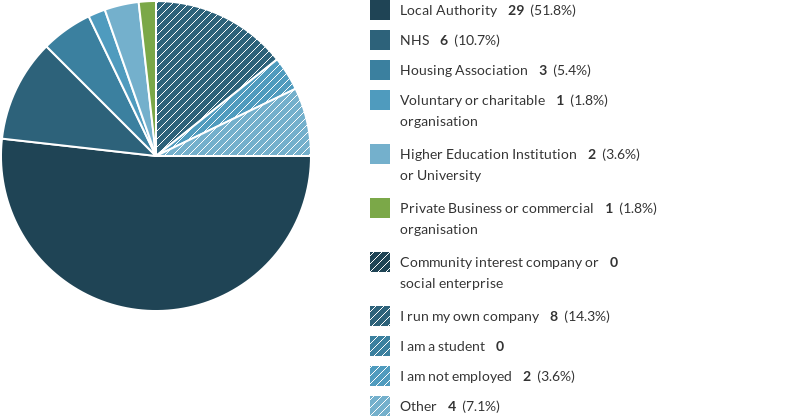 Local Authority 29 (51.8%)
NHS 6 (10.7%)
Housing Association 3 (5.4%)
Voluntary or charitable 1 (1.8%)
organisation
Higher Education Institution 2 (3.6%)
or University
Private Business or commercial 1 (1.8%)
organisation
Community interest company or 0
social enterprise
I run my own company 8 (14.3%)
I am a student 0
I am not employed 2 (3.6%)
Other 4 (7.1%)